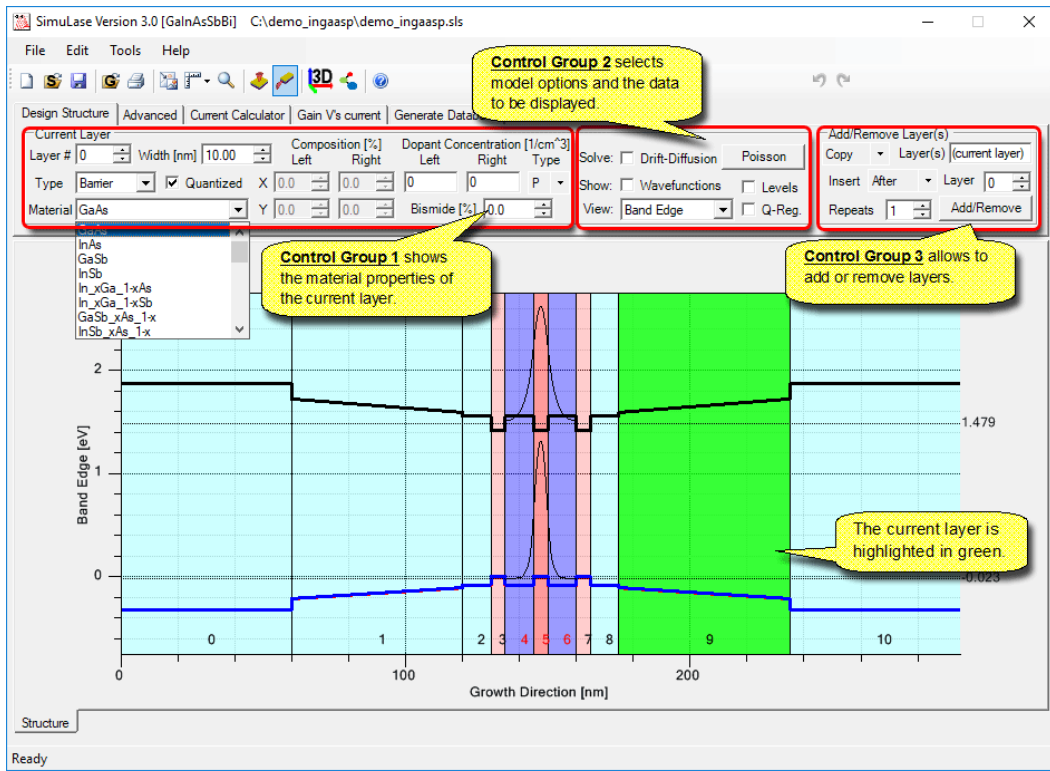 SimuLase Version 3.0 [GaInAsSbBi]    C:\demo_ingaasp\demo_ingaasp.sls
File Edit Tools Help
3D
Design Structure Advanced Current Calculator Gain V's current
Control Group 2 selects
model options and the data
to be displayed.
Current Layer
Layer # 0 Width [nm] 10.00
Composition [%]
Left Right
Dopant Concentration [1/cm^3]
Left Right Type
Type Barrier Quantized X 0.0 0.0 0 0 P
Material GaAs Y 0.0 0.0 Bismide [%] 0.0
GaAs
InAs
GaSb
InSb
In_xGa_1-xAs
In_xGa_1-xSb
GaSb_xAs_1-x
InSb_xAs_1-x
Solve: Drift-Diffusion Poisson
Show: Wavefunctions Levels
View: Band Edge Q-Reg.
Add/Remove Layer(s)
Copy Layer(s) (current layer)
Insert After Layer 0
Repeats 1 Add/Remove
Control Group 1 shows
the material properties of
the current layer.
Control Group 3 allows to
add or remove layers.
The current layer is
highlighted in green.
2
1
0
Band Edge [eV]
1.479
-0.023
0 1 2 3 4 5 6 7 8 9 10
0 100 200
Growth Direction [nm]
Structure
Ready